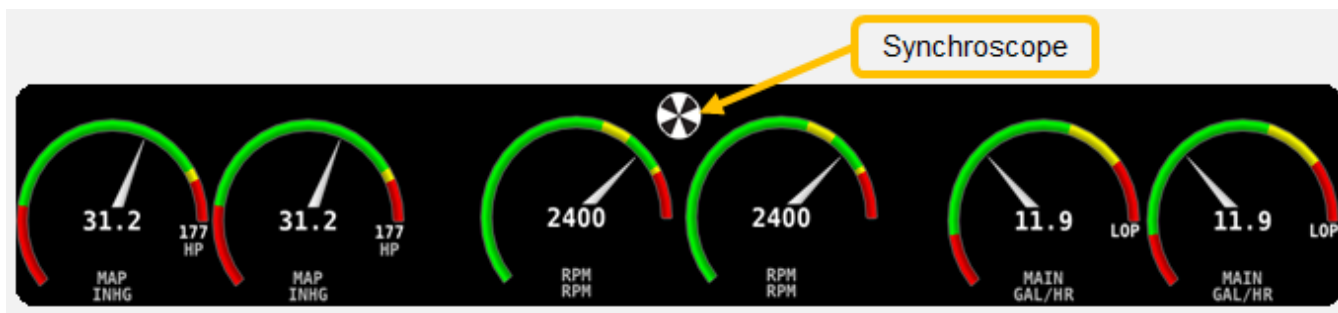 Synchroscope
31.2
177
HP
MAP
INHG
31.2
177
HP
MAP
INHG
2400
RPM
RPM
2400
RPM
RPM
11.9
LOP
MAIN
GAL/HR
11.9
LOP
MAIN
GAL/HR